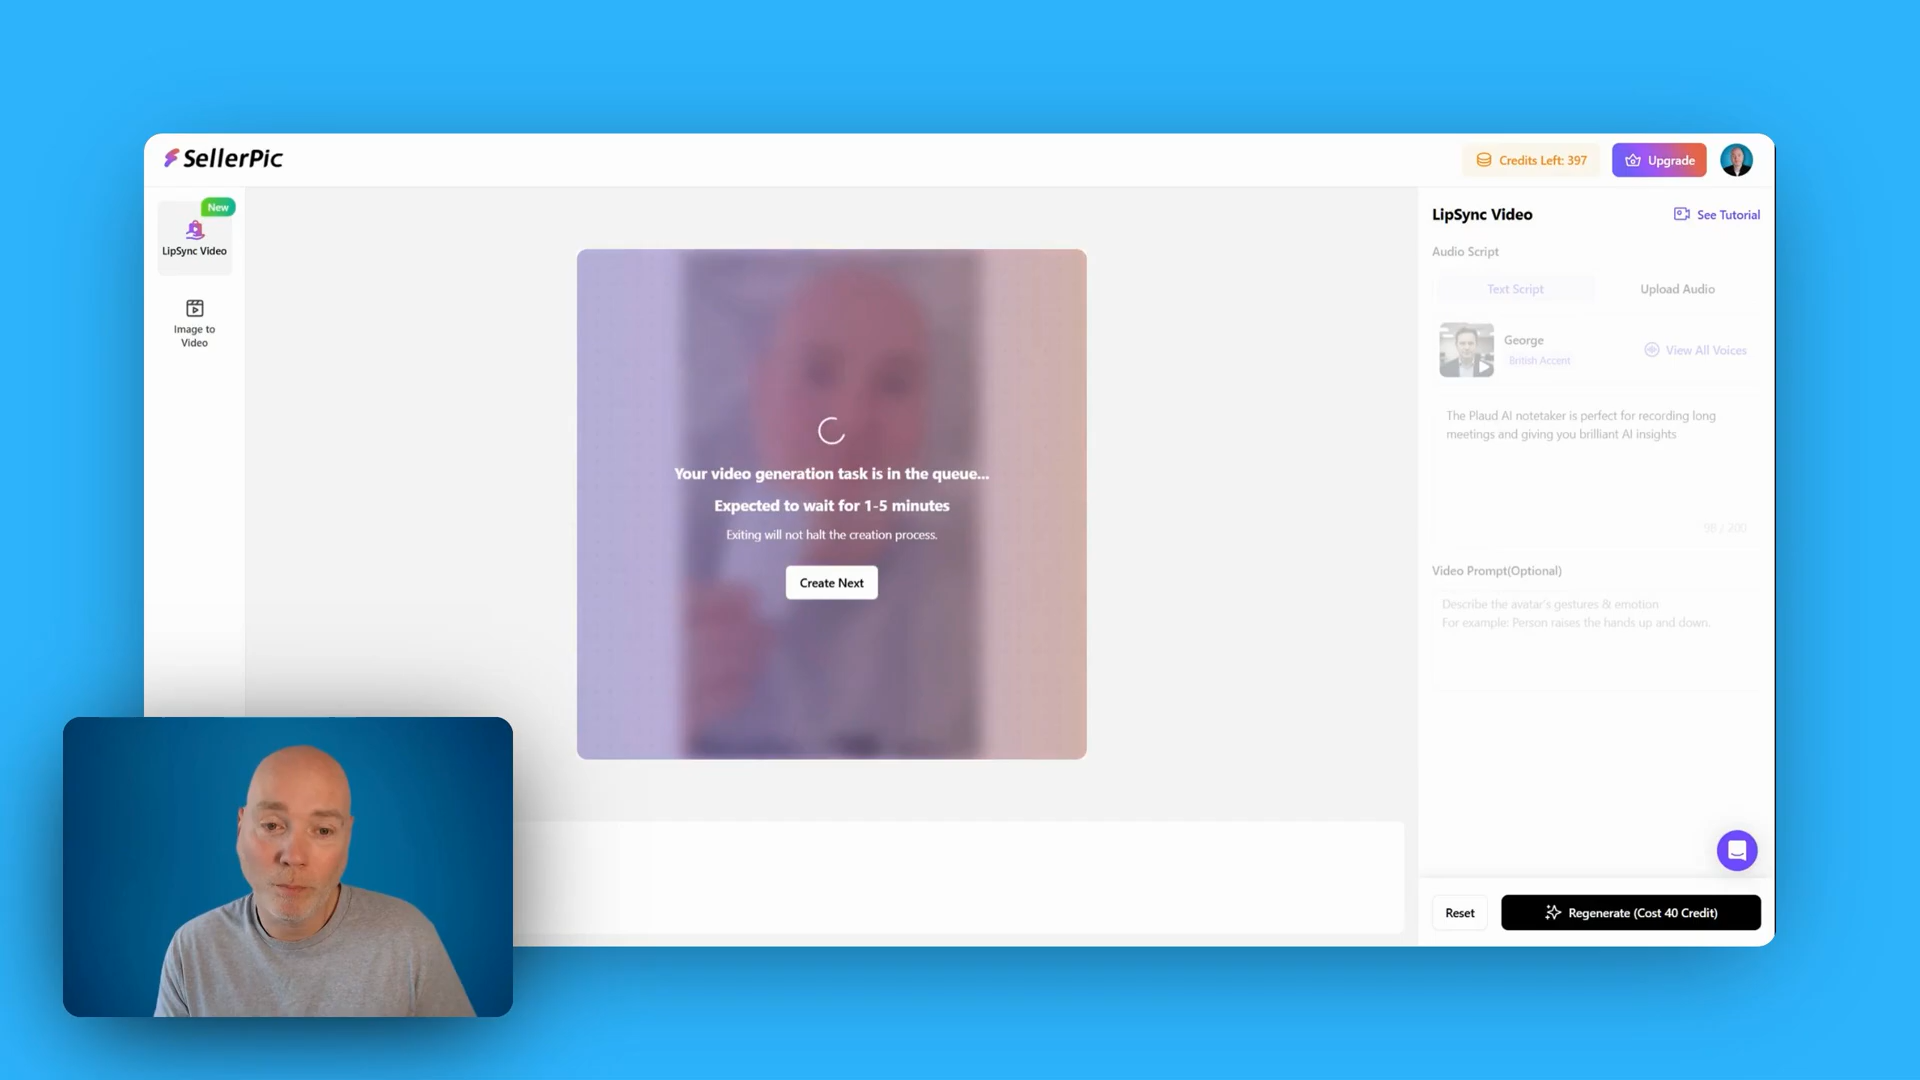 SellerPic
Credits Left: 397
Upgrade
New
LipSync Video
Image to
Video
Your video generation task is in the queue...
Expected to wait for 1-5 minutes
Exiting will not halt the creation process.
Create Next
LipSync Video
See Tutorial
Audio Script
Text Script
Upload Audio
George
British Accent
View All Voices
The Plaud AI notetaker is perfect for recording long
meetings and giving you brilliant AI insights
98 / 200
Video Prompt(Optional)
Describe the avatar's gestures & emotion
For example: Person raises the hands up and down.
Reset
Regenerate (Cost 40 Credit)